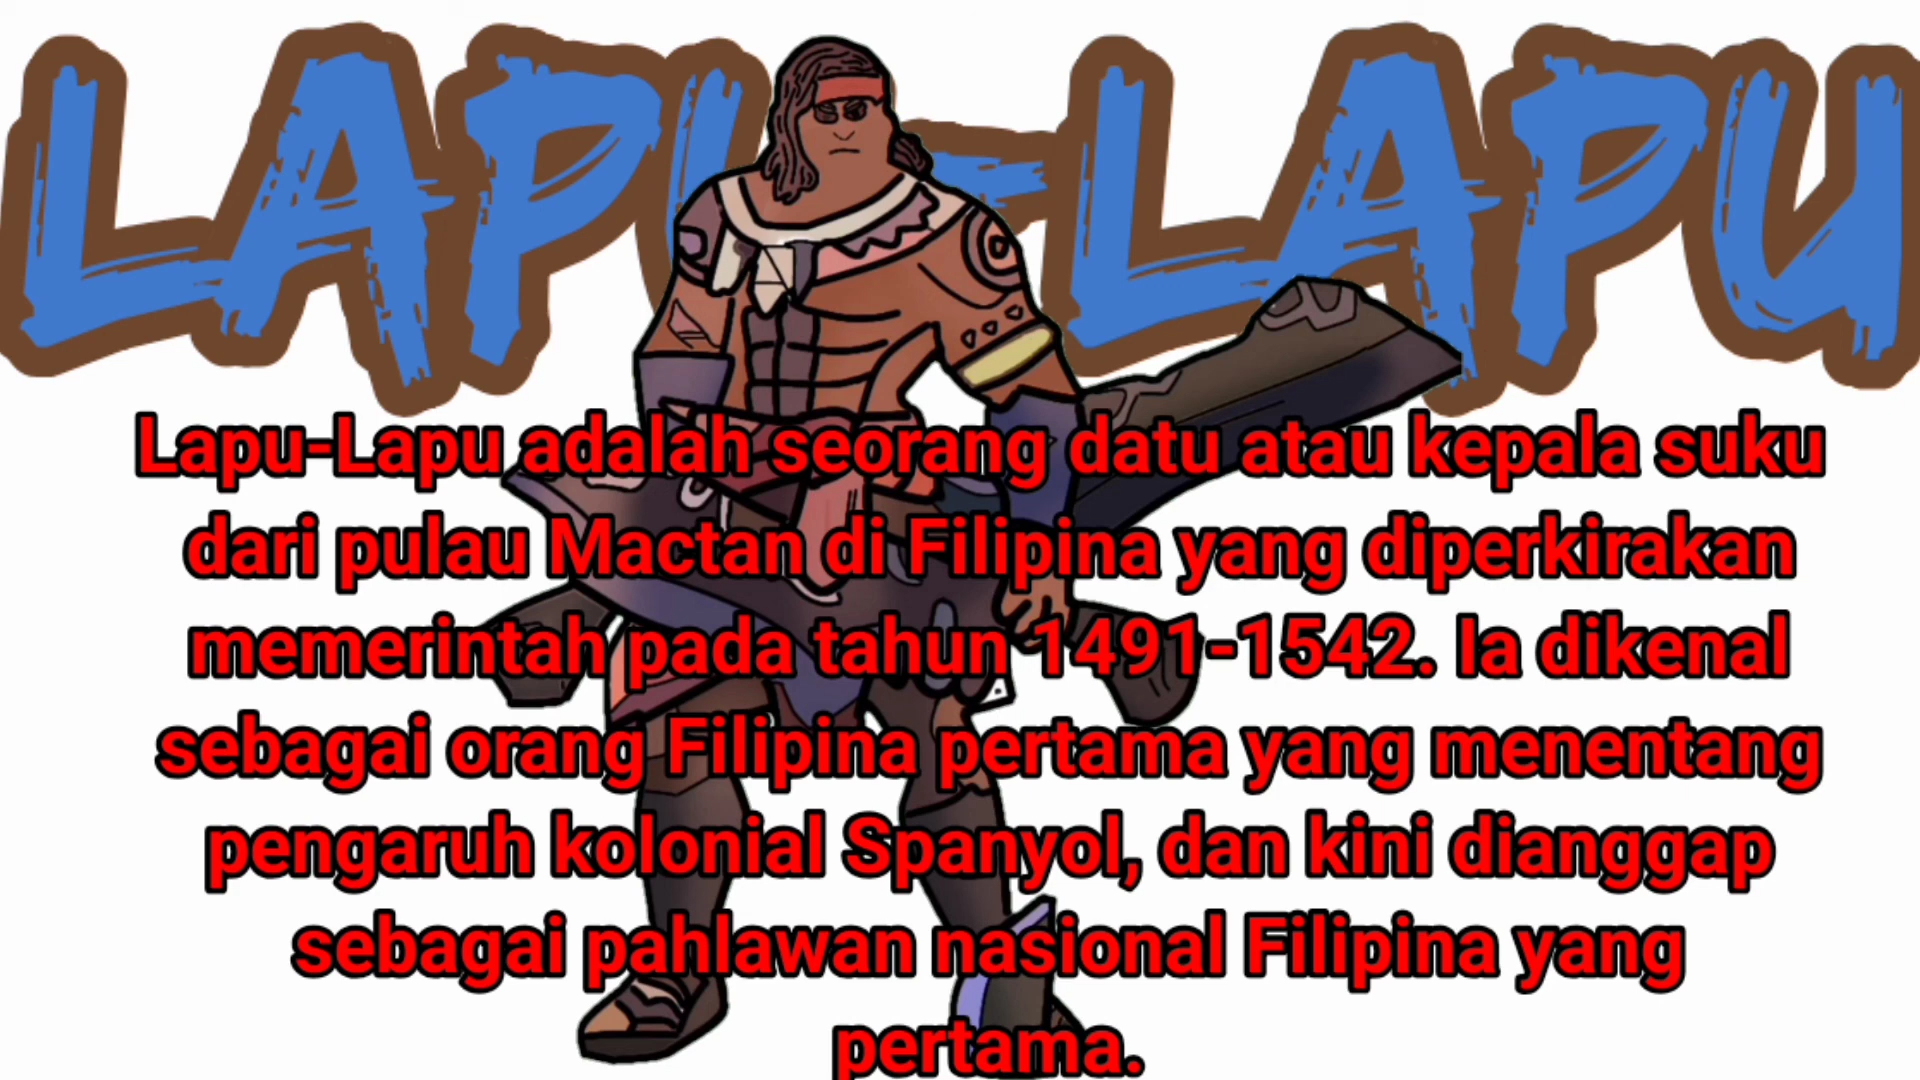 LAPU-LAPU
Lapu-Lapu adalah seorang datu atau kepala suku
dari pulau Mactan di Filipina yang diperkirakan
memerintah pada tahun 1491-1542. Ia dikenal
sebagai orang Filipina pertama yang menentang
pengaruh kolonial Spanyol, dan kini dianggap
sebagai pahlawan nasional Filipina yang
pertama.